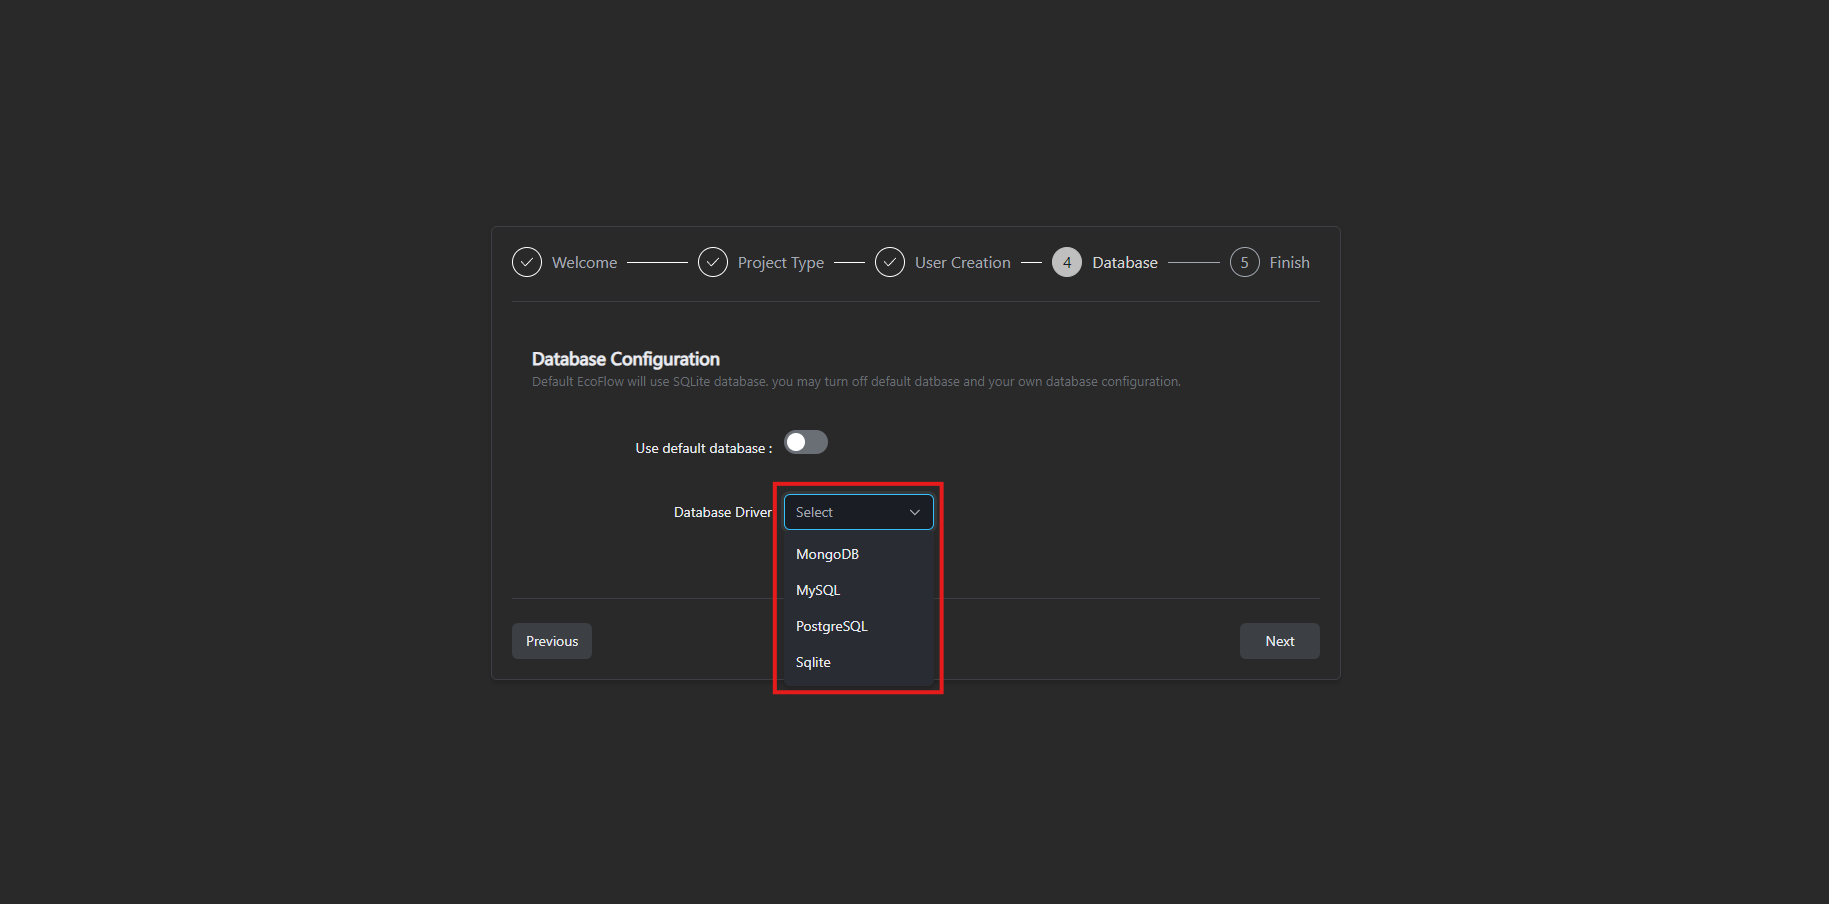 Welcome
Project Type
User Creation
4 Database
5 Finish
Database Configuration
Default EcoFlow will use SQLite database. you may turn off default datbase and your own database configuration.
Use default database :
Database Driver
Select
MongoDB
MySQL
PostgreSQL
Sqlite
Previous
Next